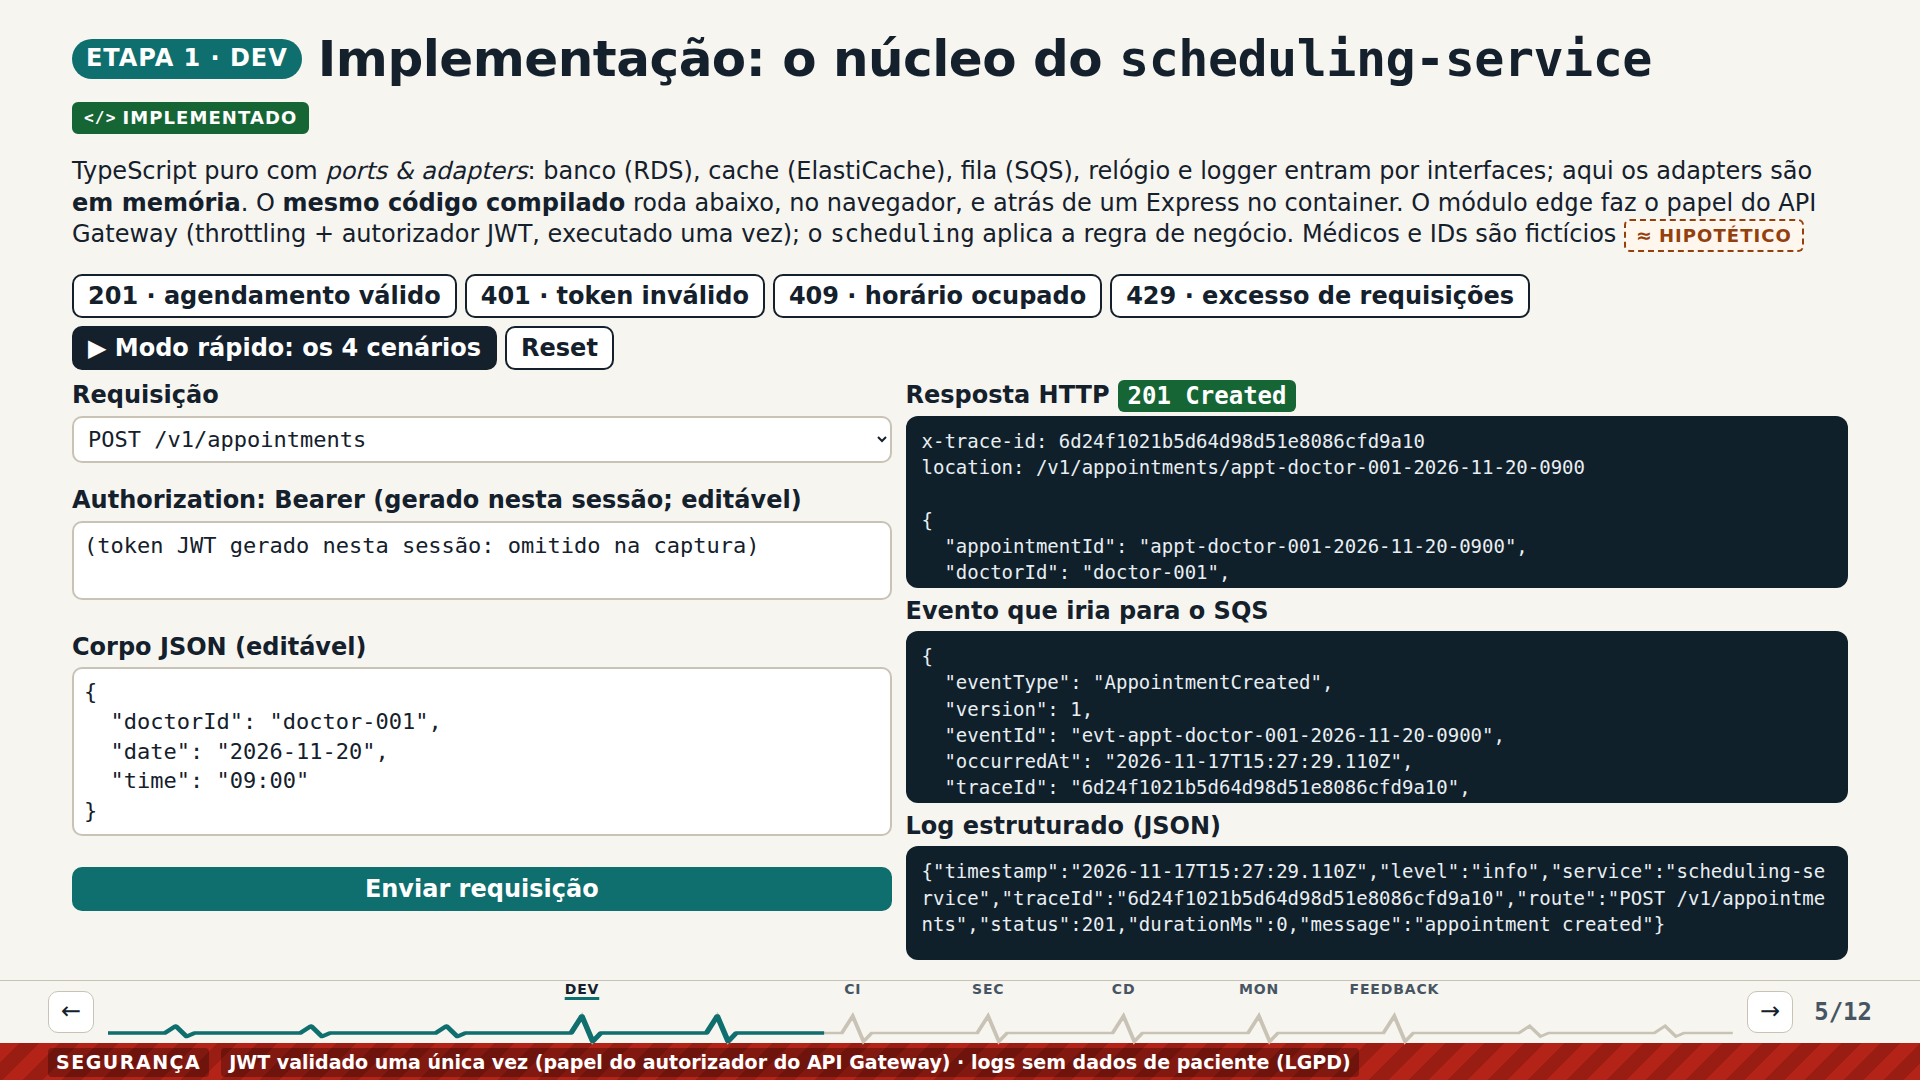 ETAPA 1 · DEV Implementação: o núcleo do scheduling-service
</> IMPLEMENTADO
TypeScript puro com ports & adapters: banco (RDS), cache (ElastiCache), fila (SQS), relógio e logger entram por interfaces; aqui os adapters são
em memória. O mesmo código compilado roda abaixo, no navegador, e atrás de um Express no container. O módulo edge faz o papel do API
Gateway (throttling + autorizador JWT, executado uma vez); o scheduling aplica a regra de negócio. Médicos e IDs são fictícios ≈ HIPOTÉTICO
201 · agendamento válido 401 · token inválido 409 · horário ocupado 429 · excesso de requisições
▶ Modo rápido: os 4 cenários Reset
Requisição
POST /v1/appointments
Authorization: Bearer (gerado nesta sessão; editável)
(token JWT gerado nesta sessão: omitido na captura)
Corpo JSON (editável)
{
  "doctorId": "doctor-001",
  "date": "2026-11-20",
  "time": "09:00"
}
Enviar requisição
Resposta HTTP 201 Created
x-trace-id: 6d24f1021b5d64d98d51e8086cfd9a10
location: /v1/appointments/appt-doctor-001-2026-11-20-0900
{
  "appointmentId": "appt-doctor-001-2026-11-20-0900",
  "doctorId": "doctor-001",
Evento que iria para o SQS
{
  "eventType": "AppointmentCreated",
  "version": 1,
  "eventId": "evt-appt-doctor-001-2026-11-20-0900",
  "occurredAt": "2026-11-17T15:27:29.110Z",
  "traceId": "6d24f1021b5d64d98d51e8086cfd9a10",
Log estruturado (JSON)
{"timestamp":"2026-11-17T15:27:29.110Z","level":"info","service":"scheduling-se
rvice","traceId":"6d24f1021b5d64d98d51e8086cfd9a10","route":"POST /v1/appointme
nts","status":201,"durationMs":0,"message":"appointment created"}
← DEV CI SEC CD MON FEEDBACK → 5/12
SEGURANÇA JWT validado uma única vez (papel do autorizador do API Gateway) · logs sem dados de paciente (LGPD)